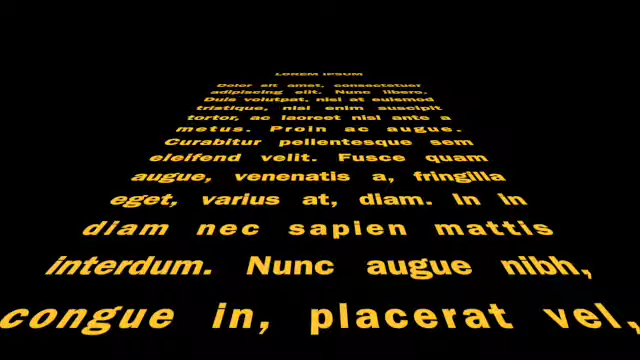 LOREM IPSUM
Dolor sit amet, consectetuer
adipiscing elit. Nunc libero.
Duis volutpat, nisl at euismod
tristique, nisl enim suscipit
tortor, ac laoreet nisl ante a
metus. Proin ac augue.
Curabitur pellentesque sem
eleifend velit. Fusce quam
augue, venenatis a, fringilla
eget, varius at, diam. In in
diam nec sapien mattis
interdum. Nunc augue nibh,
congue in, placerat vel,